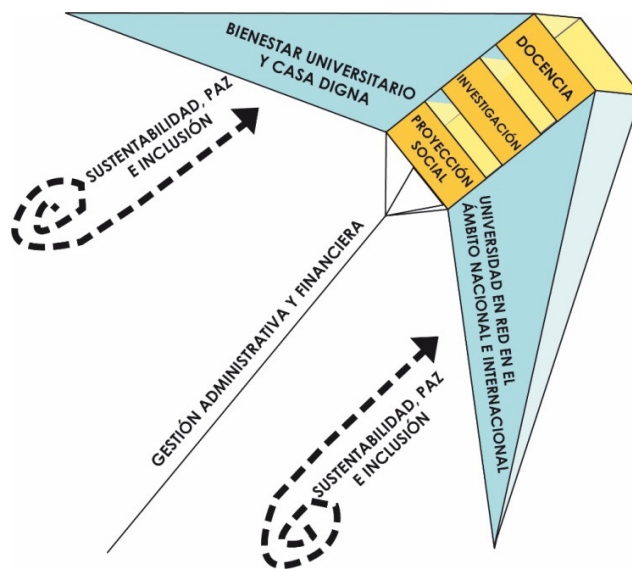 BIENESTAR UNIVERSITARIO
Y CASA DIGNA
DOCENCIA
INVESTIGACIÓN
PROYECCIÓN
SOCIAL
SUSTENTABILIDAD, PAZ
E INCLUSIÓN
GESTIÓN ADMINISTRATIVA Y FINANCIERA
UNIVERSIDAD EN RED EN EL
ÁMBITO NACIONAL E INTERNACIONAL
SUSTENTABILIDAD, PAZ
E INCLUSIÓN